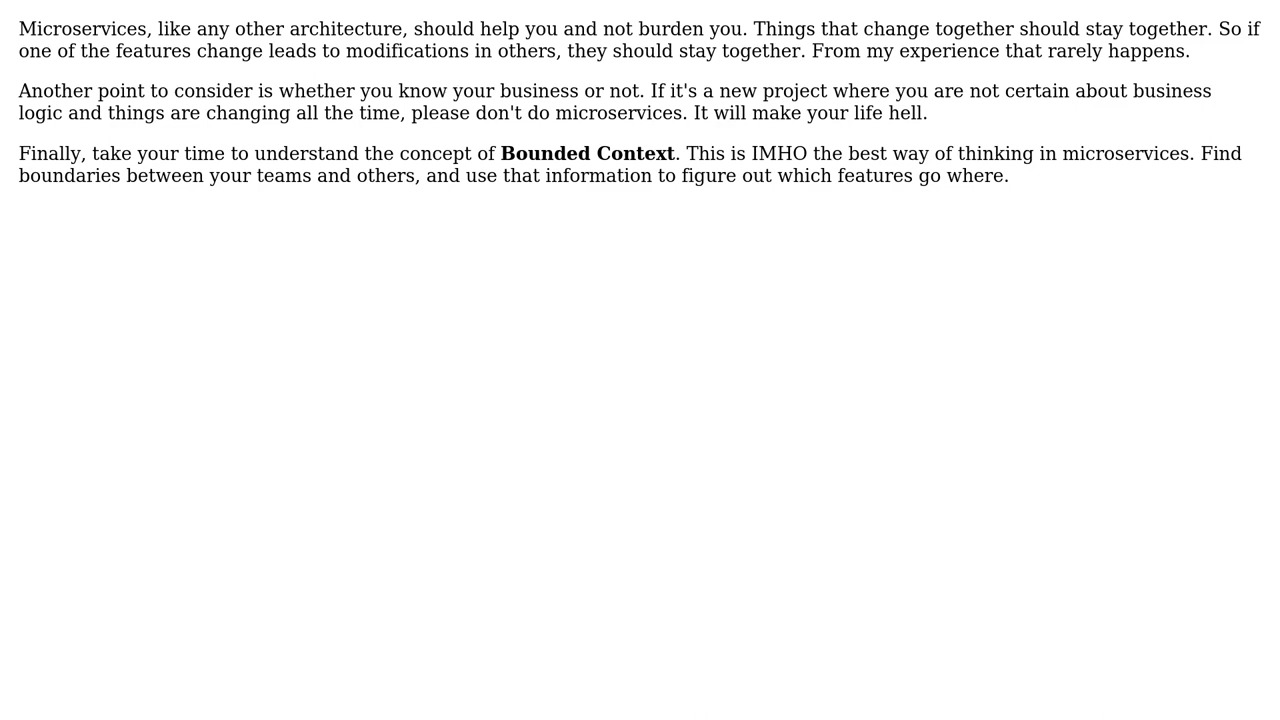 Microservices, like any other architecture, should help you and not burden you. Things that change together should stay together. So if
one of the features change leads to modifications in others, they should stay together. From my experience that rarely happens.
Another point to consider is whether you know your business or not. If it's a new project where you are not certain about business
logic and things are changing all the time, please don't do microservices. It will make your life hell.
Finally, take your time to understand the concept of Bounded Context. This is IMHO the best way of thinking in microservices. Find
boundaries between your teams and others, and use that information to figure out which features go where.